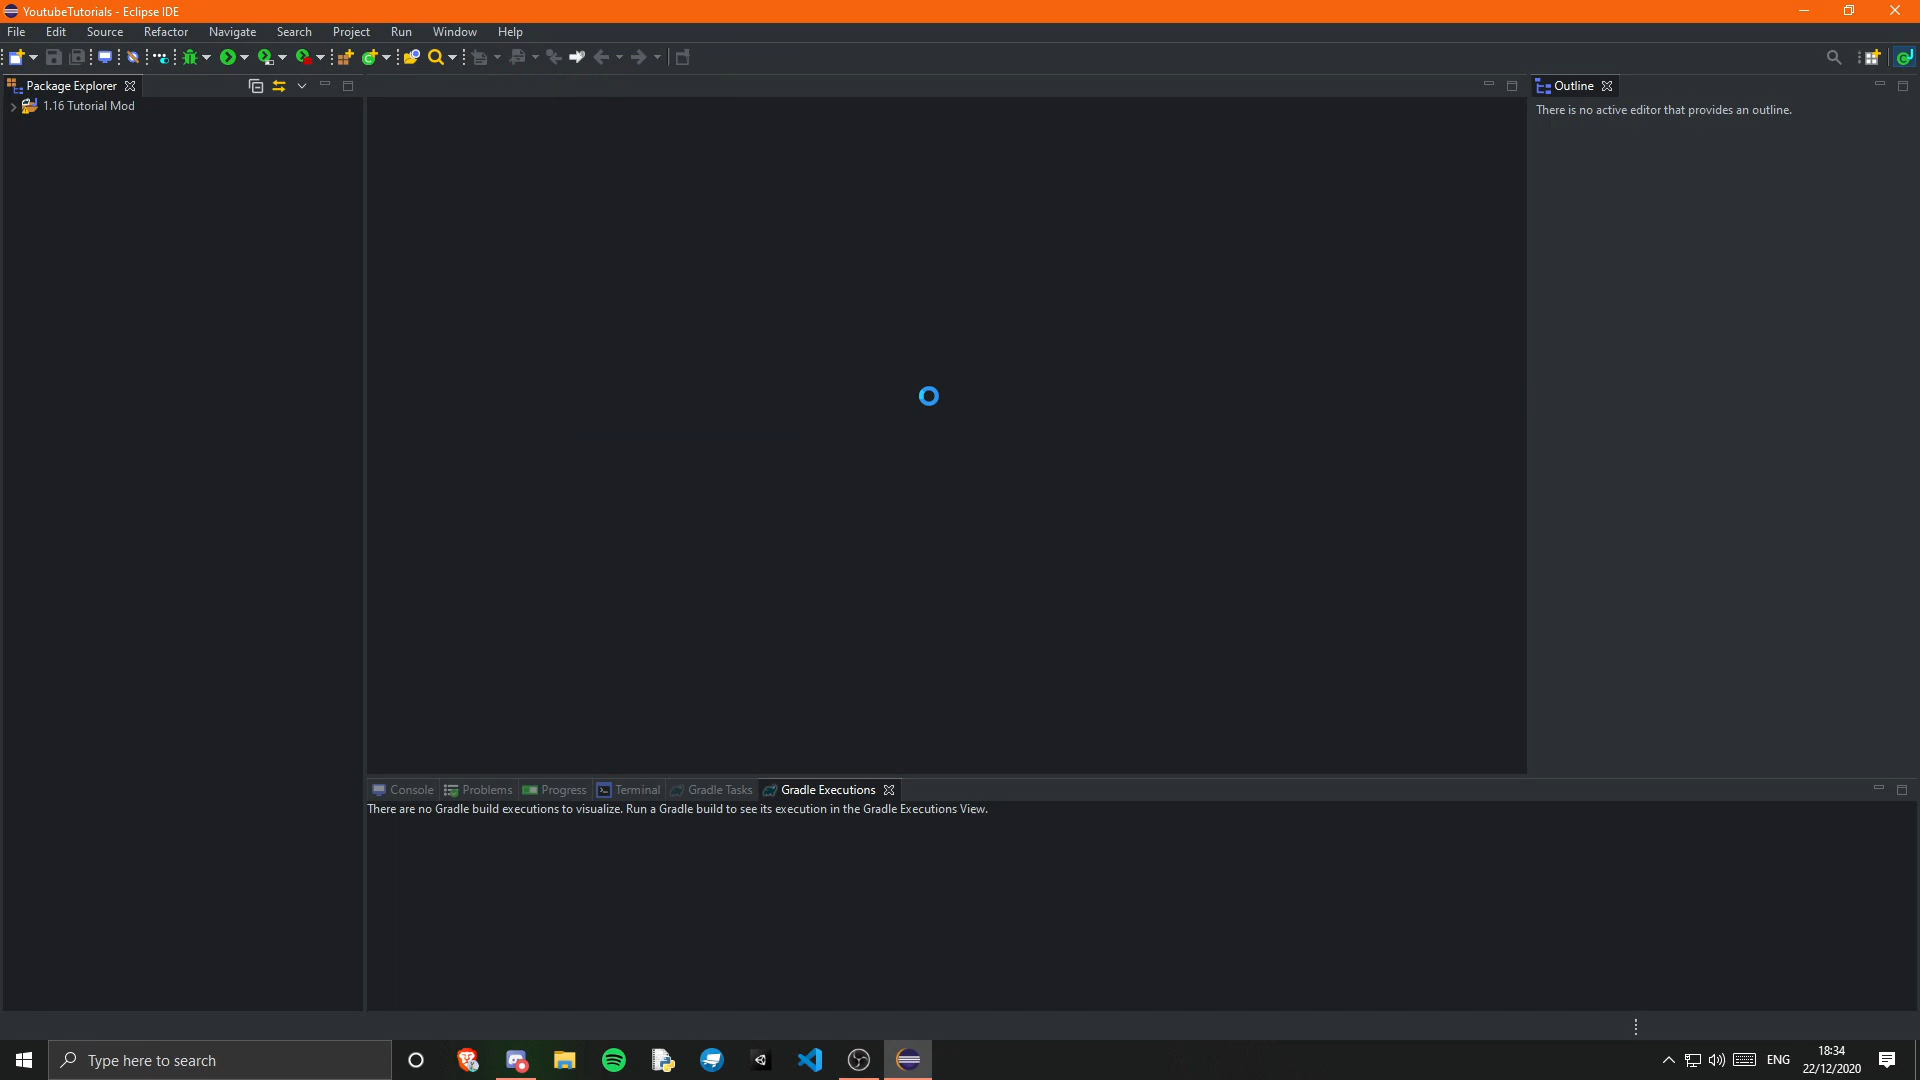 YoutubeTutorials - Eclipse IDE
File Edit Source Refactor Navigate Search Project Run Window Help
Package Explorer
1.16 Tutorial Mod
Outline
There is no active editor that provides an outline.
Console Problems Progress Terminal Gradle Tasks Gradle Executions
There are no Gradle build executions to visualize. Run a Gradle build to see its execution in the Gradle Executions View.
Type here to search
ENG
18:34
22/12/2020